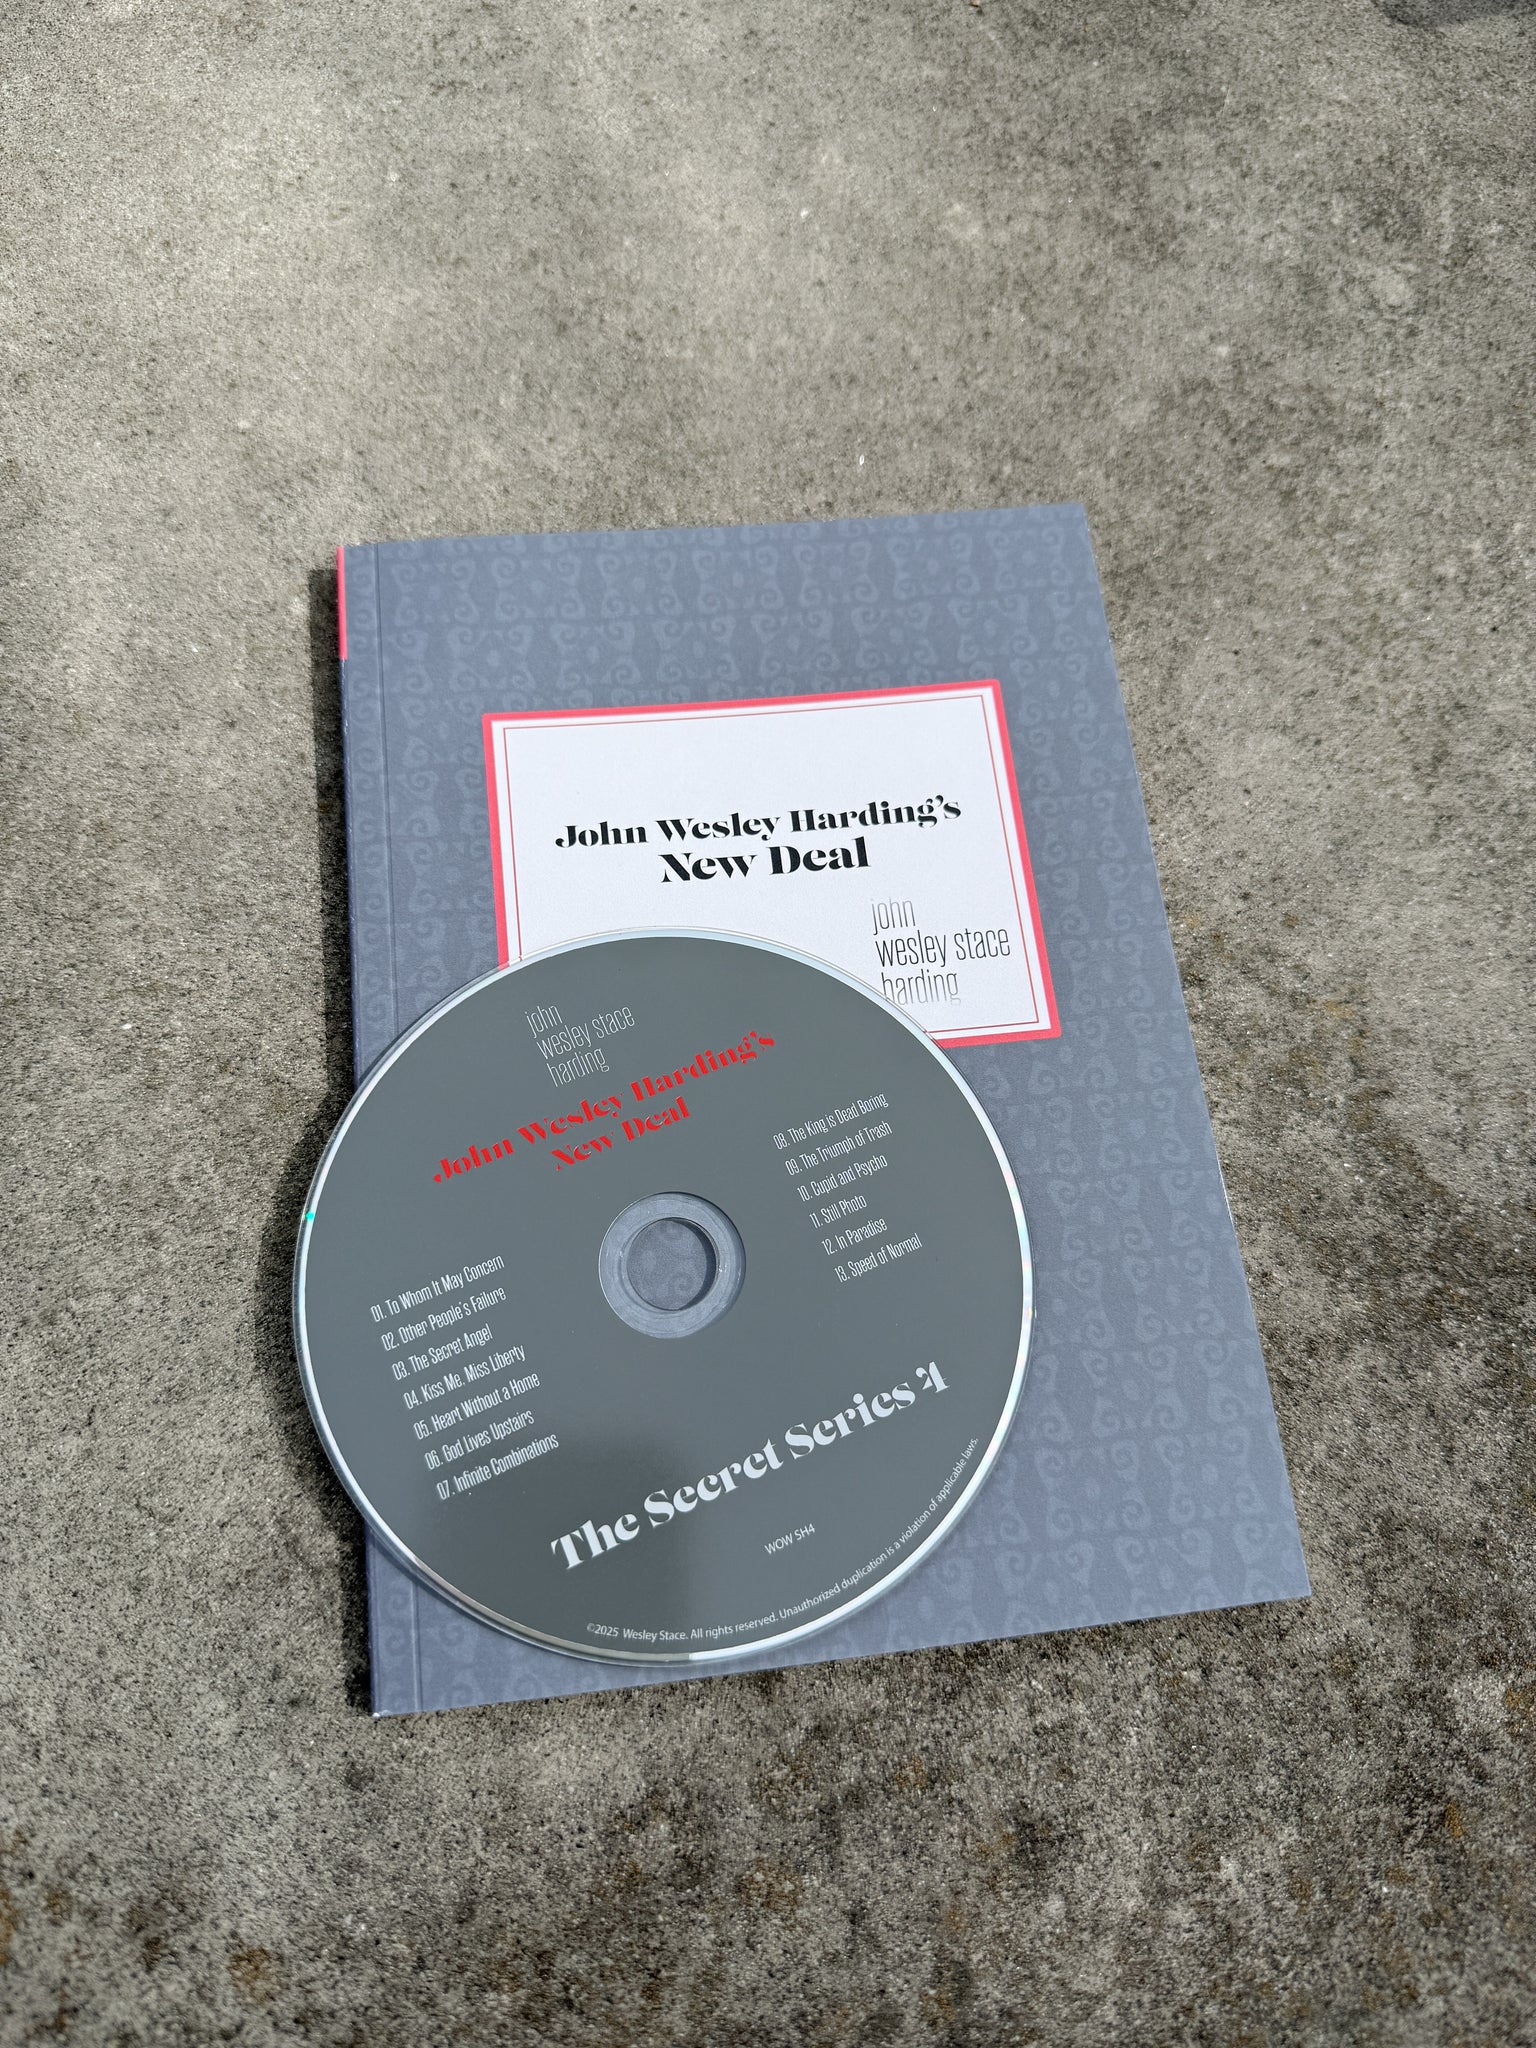 John Wesley Harding's
New Deal
john
wesley stace
harding
john
wesley stace
harding
John Wesley Harding's
New Deal
01. To Whom It May Concern
02. Other People's Failure
03. The Secret Angel
04. Kiss Me, Miss Liberty
05. Heart Without a Home
06. God Lives Upstairs
07. Infinite Combinations
08. The King is Dead Boring
09. The Triumph of Trash
10. Cupid and Psycho
11. Still Photo
12. In Paradise
13. Speed of Normal
The Secret Series 4
WOW SH4
©2025 Wesley Stace. All rights reserved. Unauthorized duplication is a violation of applicable laws.